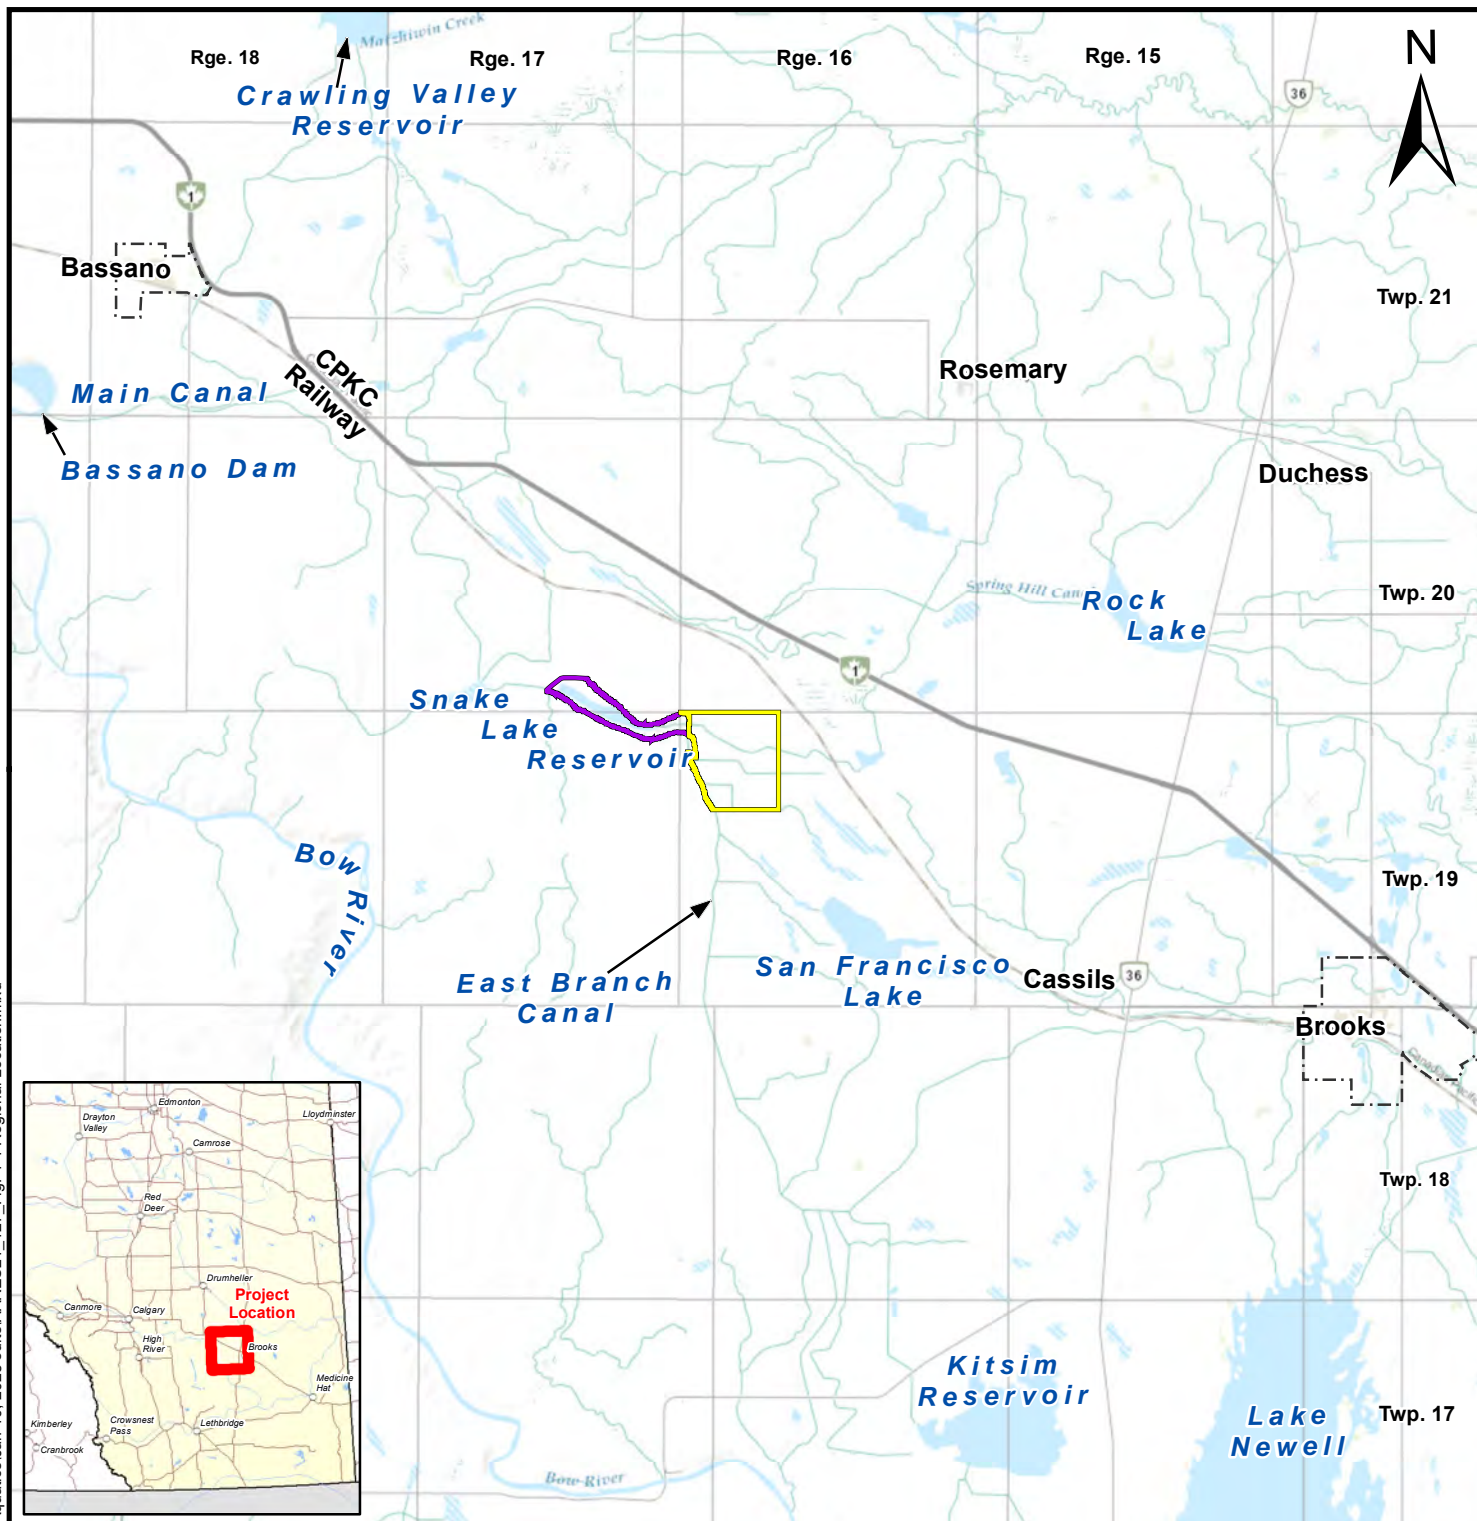 Matzhiwin Creek
Rge. 18
Rge. 17
Rge. 16
Rge. 15
N
Crawling Valley
Reservoir
36
1
Bassano
Twp. 21
CPKC
Railway
Rosemary
Main Canal
Bassano Dam
Duchess
Spring Hill
Rock
Lake
Twp. 20
1
Snake
Lake
Reservoir
Bow
River
Twp. 19
East Branch
Canal
San Francisco
Lake
Cassils
36
Brooks
Canadian Pacific
Twp. 18
Kitsim
Reservoir
Lake
Newell
Twp. 17
Bow River
Edmonton
Drayton
Valley
Lloydminster
Camrose
Red
Deer
Drumheller
Project
Location
Canmore
Calgary
High
River
Brooks
Medicine
Hat
Kimberley
Crowsnest
Pass
Lethbridge
Cranbrook